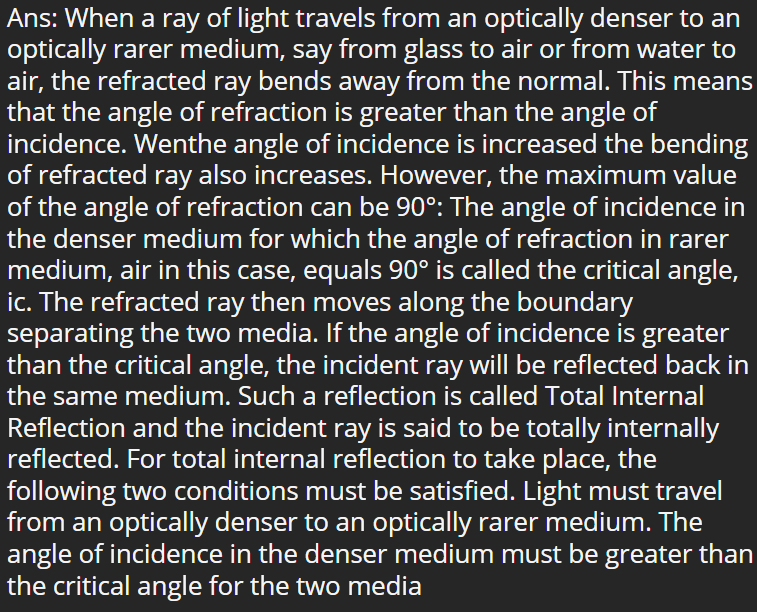 Ans: When a ray of light travels from an optically denser to an
optically rarer medium, say from glass to air or from water to
air, the refracted ray bends away from the normal. This means
that the angle of refraction is greater than the angle of
incidence. Wenthe angle of incidence is increased the bending
of refracted ray also increases. However, the maximum value
of the angle of refraction can be 90°: The angle of incidence in
the denser medium for which the angle of refraction in rarer
medium, air in this case, equals 90° is called the critical angle,
ic. The refracted ray then moves along the boundary
separating the two media. If the angle of incidence is greater
than the critical angle, the incident ray will be reflected back in
the same medium. Such a reflection is called Total Internal
Reflection and the incident ray is said to be totally internally
reflected. For total internal reflection to take place, the
following two conditions must be satisfied. Light must travel
from an optically denser to an optically rarer medium. The
angle of incidence in the denser medium must be greater than
the critical angle for the two media